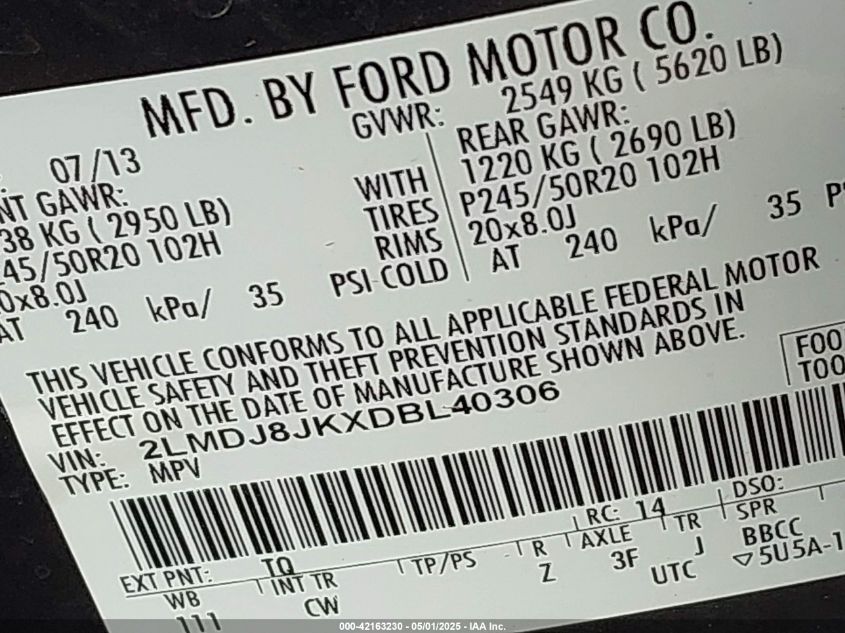 MFD. BY FORD MOTOR CO.
07/13
GVWR: 2549 KG ( 5620 LB)
NT GAWR:
38 KG ( 2950 LB)
45/50R20 102H
0x8.0J
AT 240 kPa/ 35 PSI-COLD
WITH
TIRES
RIMS
REAR GAWR:
1220 KG ( 2690 LB)
P245/50R20 102H
20x8.0J
AT 240 kPa/ 35 P
THIS VEHICLE CONFORMS TO ALL APPLICABLE FEDERAL MOTOR
VEHICLE SAFETY AND THEFT PREVENTION STANDARDS IN
EFFECT ON THE DATE OF MANUFACTURE SHOWN ABOVE.
VIN: 2LMDJ8JKXDBL40306
TYPE: MPV
F00
T00
EXT PNT: TQ RC: 14 DSO:
WB INT TR TP/PS R AXLE TR SPR
111 CW Z 3F J BBCC
UTC ▽5U5A-1
000-42163230 - 05/01/2025 - IAA Inc.